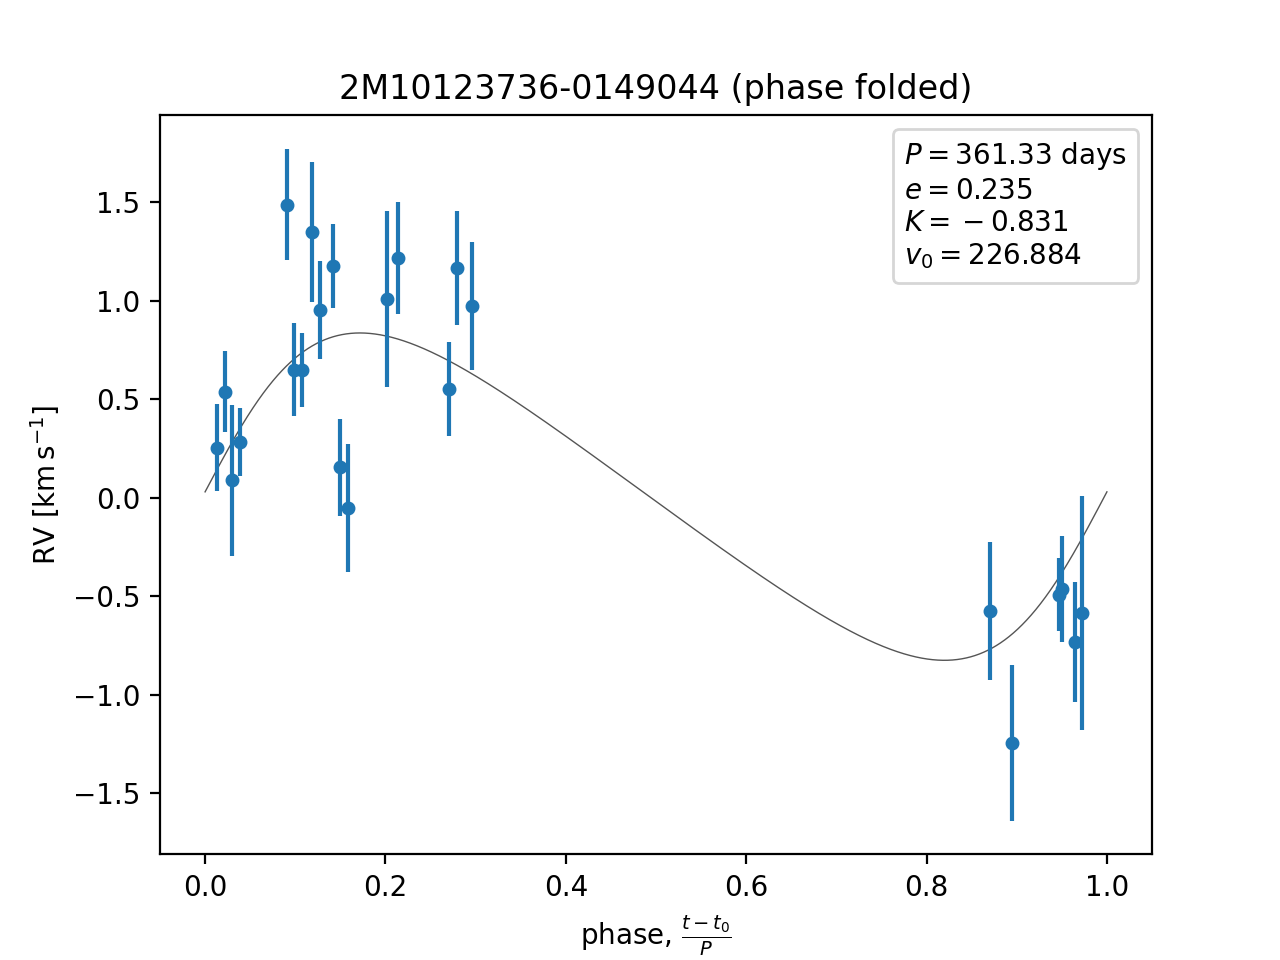 2M10123736-0149044 (phase folded)
P = 361.33 days
e = 0.235
K = −0.831
v₀ = 226.884
RV [km s⁻¹]
1.5
1.0
0.5
0.0
−0.5
−1.0
−1.5
0.0 0.2 0.4 0.6 0.8 1.0
phase, (t − t₀)/P